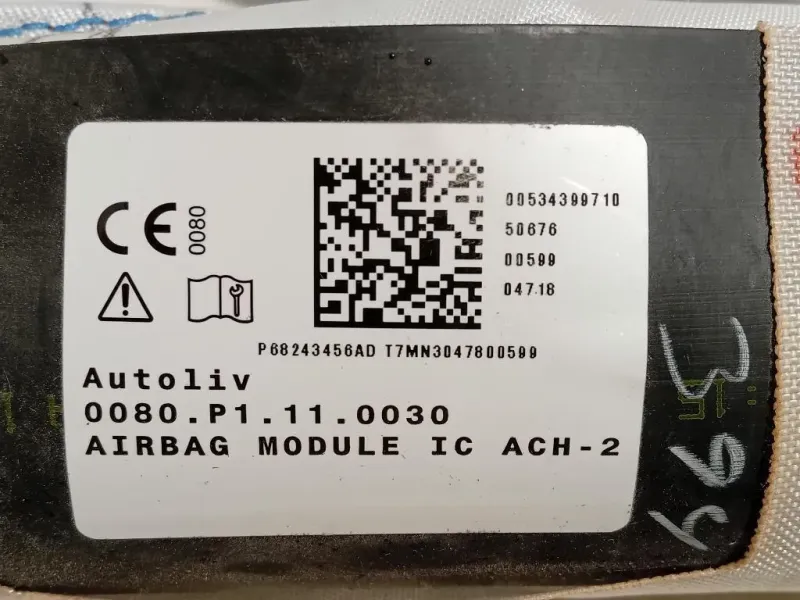 CE 0080
00534399710
50676
00599
047.18
P68243456AD T7MN3047800599
Autoliv
0080.P1.11.0030
AIRBAG MODULE IC ACH-2